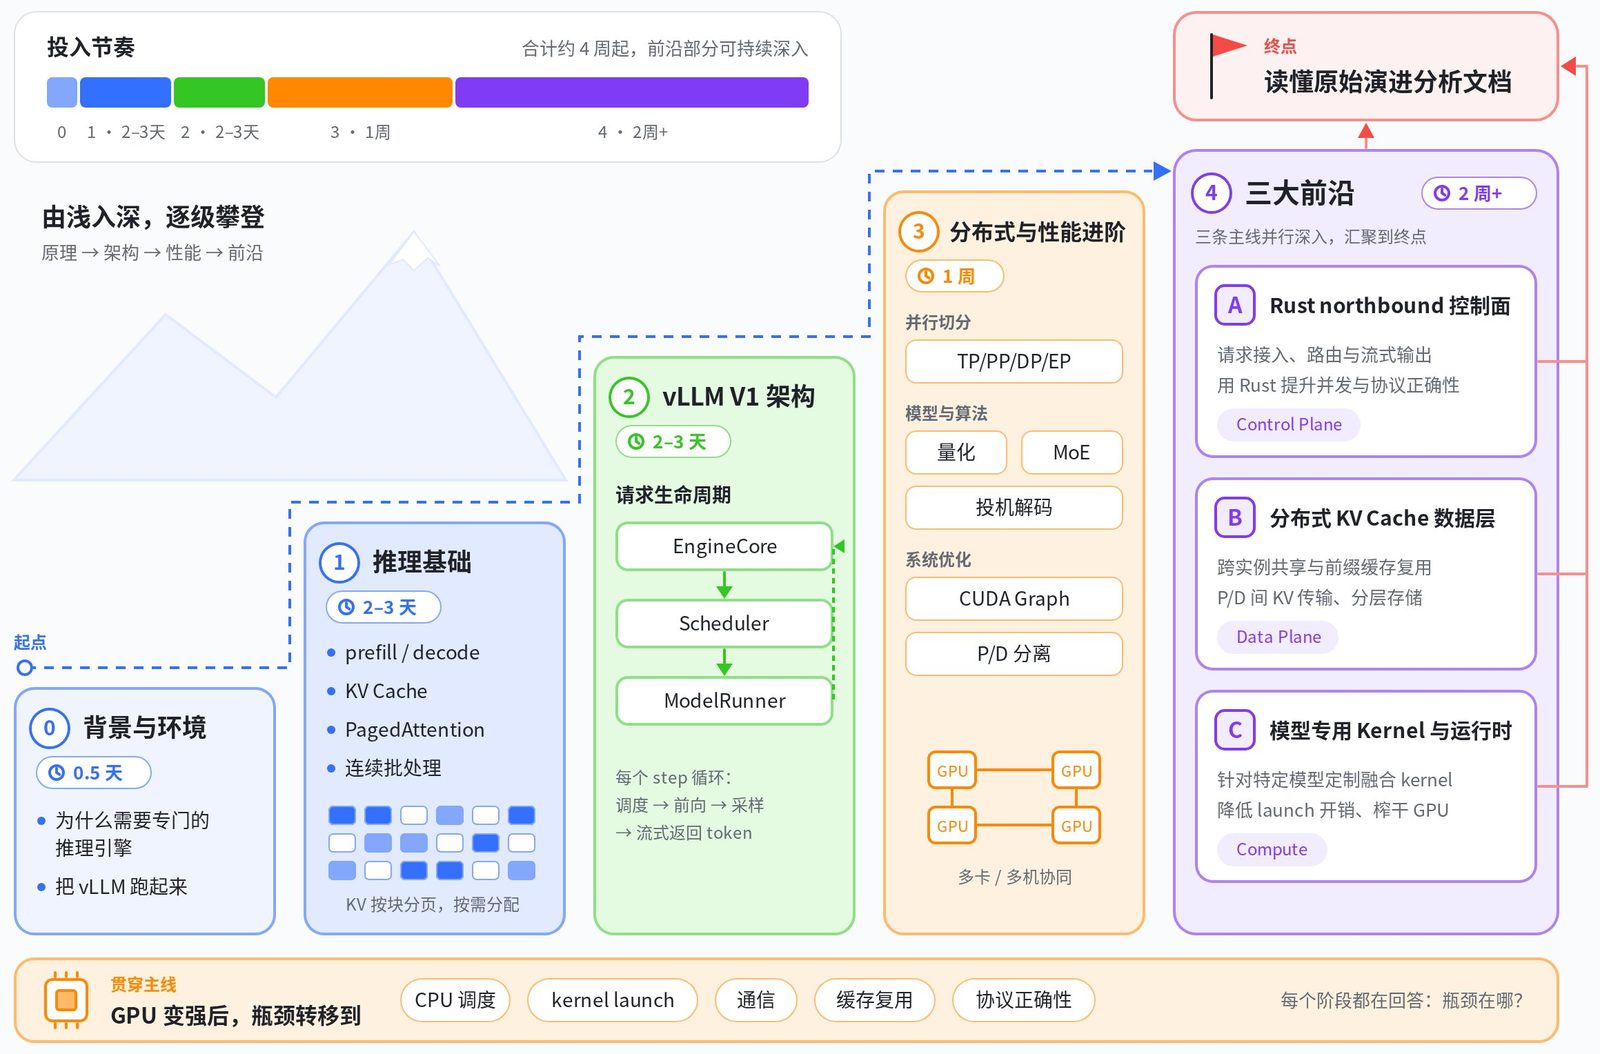 投入节奏
合计约 4 周起，前沿部分可持续深入
0
1 · 2–3天
2 · 2–3天
3 · 1周
4 · 2周+
由浅入深，逐级攀登
原理 → 架构 → 性能 → 前沿
起点
0
背景与环境
0.5 天
为什么需要专门的
推理引擎
把 vLLM 跑起来
1
推理基础
2–3 天
prefill / decode
KV Cache
PagedAttention
连续批处理
KV 按块分页，按需分配
2
vLLM V1 架构
2–3 天
请求生命周期
EngineCore
Scheduler
ModelRunner
每个 step 循环：
调度 → 前向 → 采样
→ 流式返回 token
3
分布式与性能进阶
1 周
并行切分
TP/PP/DP/EP
模型与算法
量化
MoE
投机解码
系统优化
CUDA Graph
P/D 分离
GPU
GPU
GPU
GPU
多卡 / 多机协同
终点
读懂原始演进分析文档
4
三大前沿
2 周+
三条主线并行深入，汇聚到终点
A
Rust northbound 控制面
请求接入、路由与流式输出
用 Rust 提升并发与协议正确性
Control Plane
B
分布式 KV Cache 数据层
跨实例共享与前缀缓存复用
P/D 间 KV 传输、分层存储
Data Plane
C
模型专用 Kernel 与运行时
针对特定模型定制融合 kernel
降低 launch 开销、榨干 GPU
Compute
贯穿主线
GPU 变强后，瓶颈转移到
CPU 调度
kernel launch
通信
缓存复用
协议正确性
每个阶段都在回答：瓶颈在哪？